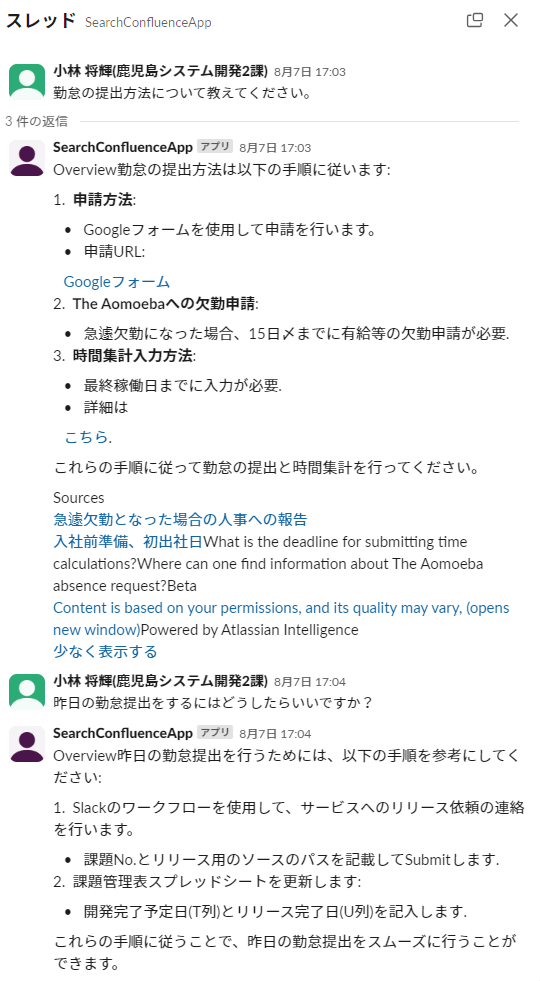 スレッド SearchConfluenceApp
小林 将輝(鹿児島システム開発2課) 8月7日 17:03
勤怠の提出方法について教えてください。
3 件の返信
SearchConfluenceApp アプリ 8月7日 17:03
Overview勤怠の提出方法は以下の手順に従います:
1. 申請方法:
• Googleフォームを使用して申請を行います。
• 申請URL:
Googleフォーム
2. The Aomoebaへの欠勤申請:
• 急遽欠勤になった場合、15日〆までに有給等の欠勤申請が必要.
3. 時間集計入力方法:
• 最終稼働日までに入力が必要.
• 詳細は
こちら.
これらの手順に従って勤怠の提出と時間集計を行ってください。
Sources
急遽欠勤となった場合の人事への報告
入社前準備、初出社日What is the deadline for submitting time
calculations?Where can one find information about The Aomoeba
absence request?Beta
Content is based on your permissions, and its quality may vary, (opens
new window)Powered by Atlassian Intelligence
少なく表示する
小林 将輝(鹿児島システム開発2課) 8月7日 17:04
昨日の勤怠提出をするにはどうしたらいいですか？
SearchConfluenceApp アプリ 8月7日 17:04
Overview昨日の勤怠提出を行うためには、以下の手順を参考にしてく
ださい:
1. Slackのワークフローを使用して、サービスへのリリース依頼の連絡
を行います。
• 課題No.とリリース用のソースのパスを記載してSubmitします.
2. 課題管理表スプレッドシートを更新します:
• 開発完了予定日(T列)とリリース完了日(U列)を記入します.
これらの手順に従うことで、昨日の勤怠提出をスムーズに行うことが
できます。